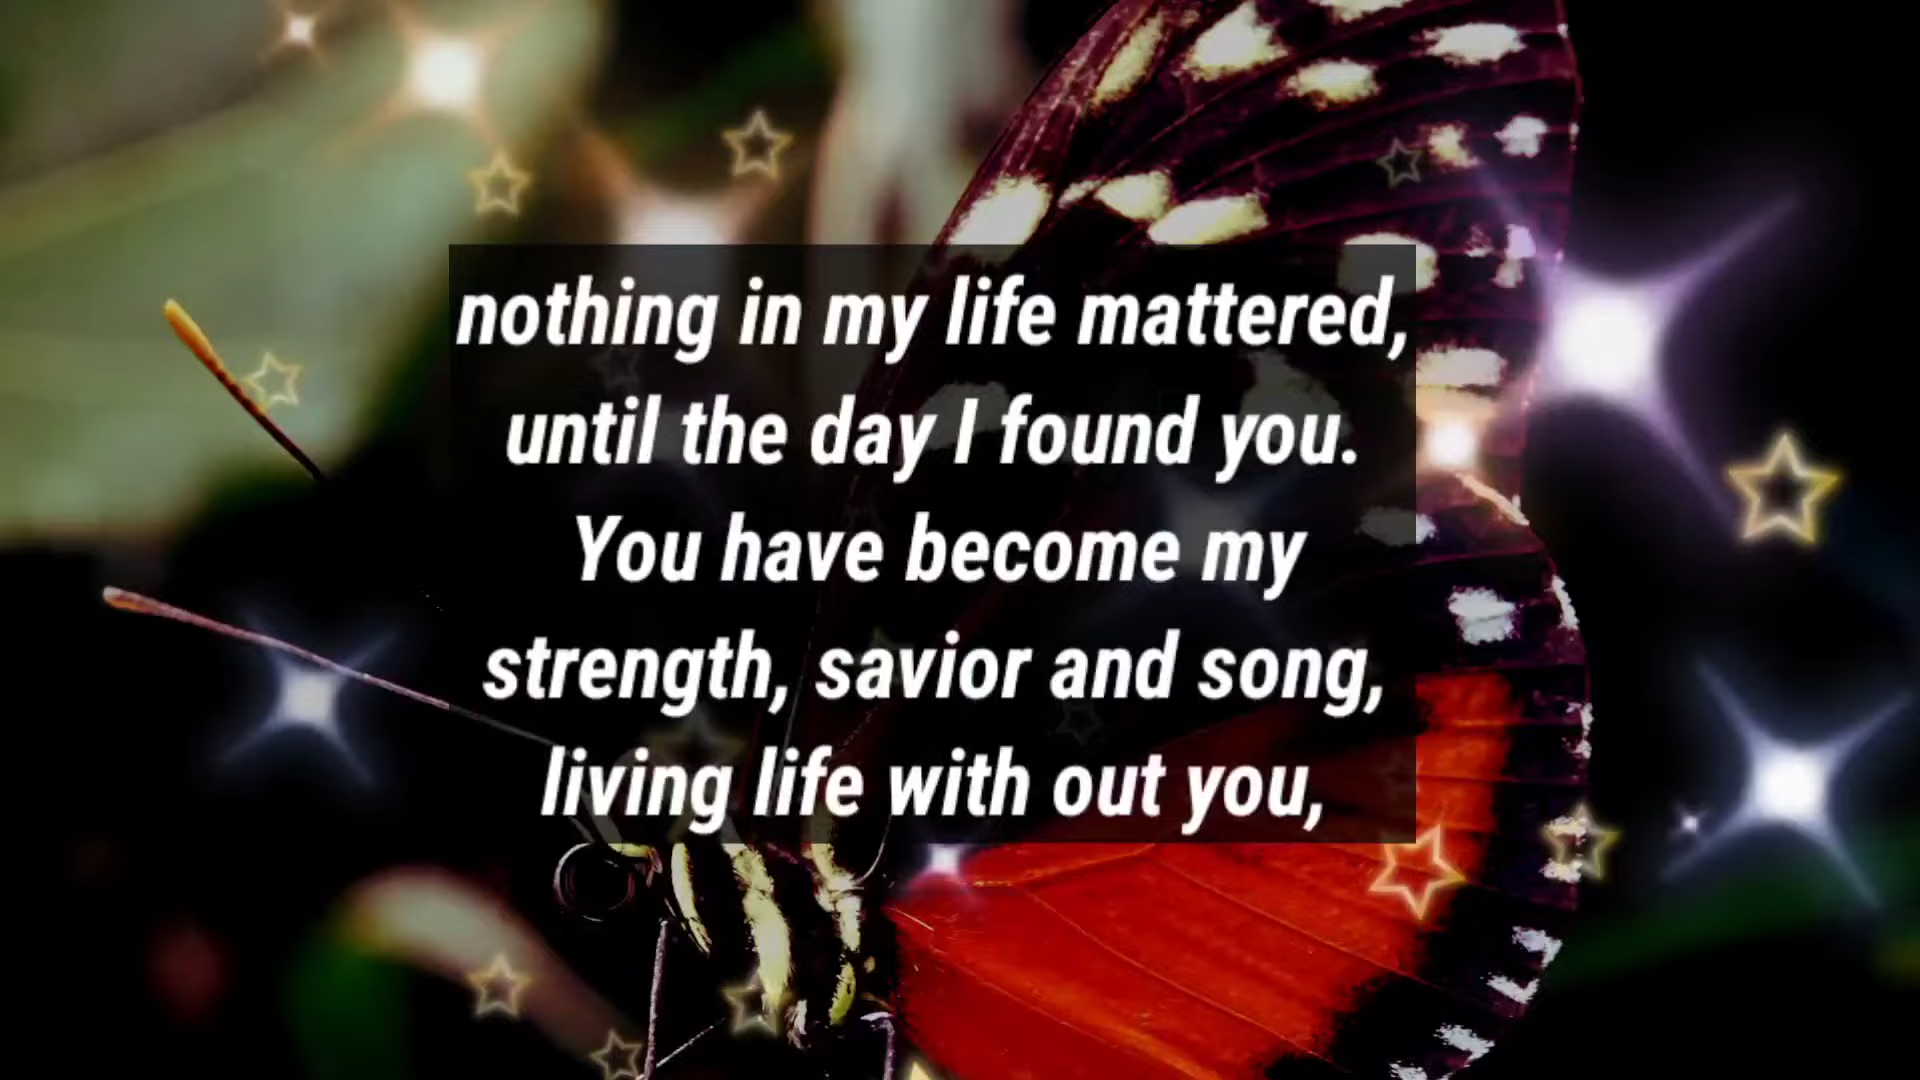 nothing in my life mattered,
until the day I found you.
You have become my
strength, savior and song,
living life with out you,